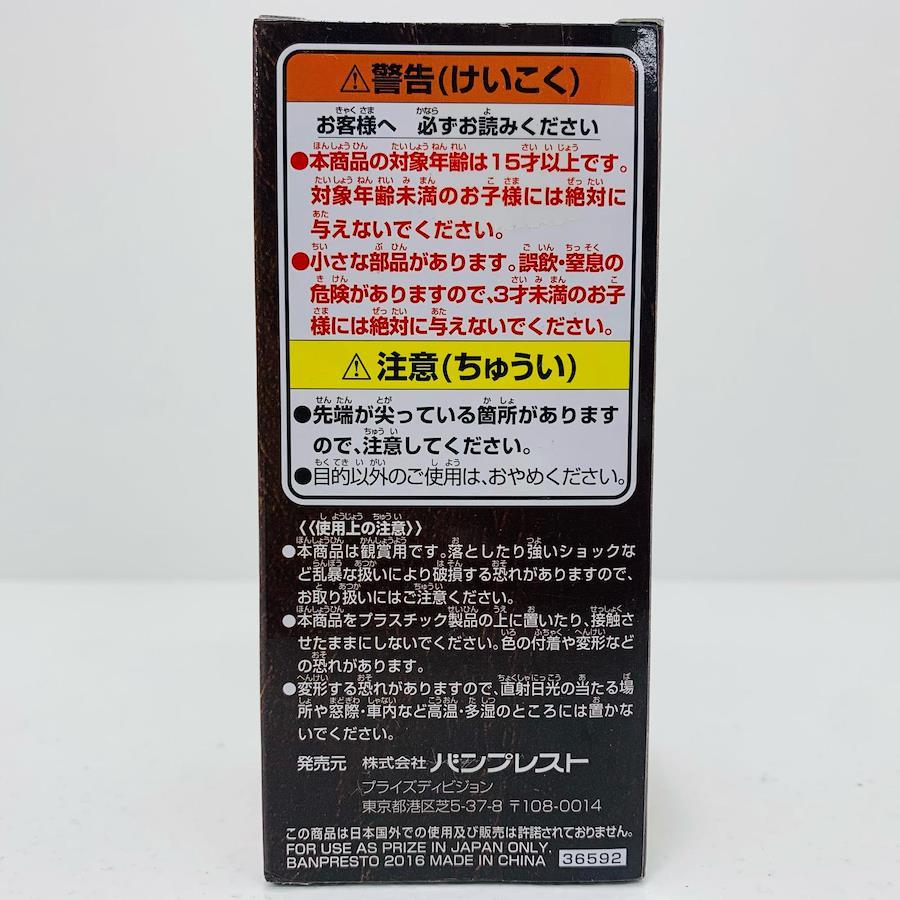 ⚠警告(けいこく)
お客様へ 必ずお読みください
●本商品の対象年齢は15才以上です。
対象年齢未満のお子様には絶対に
与えないでください。
●小さな部品があります。誤飲・窒息の
危険がありますので、3才未満のお子
様には絶対に与えないでください。
⚠注意(ちゅうい)
●先端が尖っている箇所があります
ので、注意してください。
●目的以外のご使用は、おやめください。
《使用上の注意》
●本商品は観賞用です。落としたり強いショックな
ど乱暴な扱いにより破損する恐れがありますので、
お取り扱いにはご注意ください。
●本商品をプラスチック製品の上に置いたり、接触さ
せたままにしないでください。色の付着や変形など
の恐れがあります。
●変形する恐れがありますので、直射日光の当たる場
所や窓際・車内など高温・多湿のところには置かな
いでください。
発売元 株式会社 バンプレスト
プライズディビジョン
東京都港区芝5-37-8 〒108-0014
この商品は日本国外での使用及び販売は許諾されておりません。
FOR USE AS PRIZE IN JAPAN ONLY.
BANPRESTO 2016 MADE IN CHINA 36592